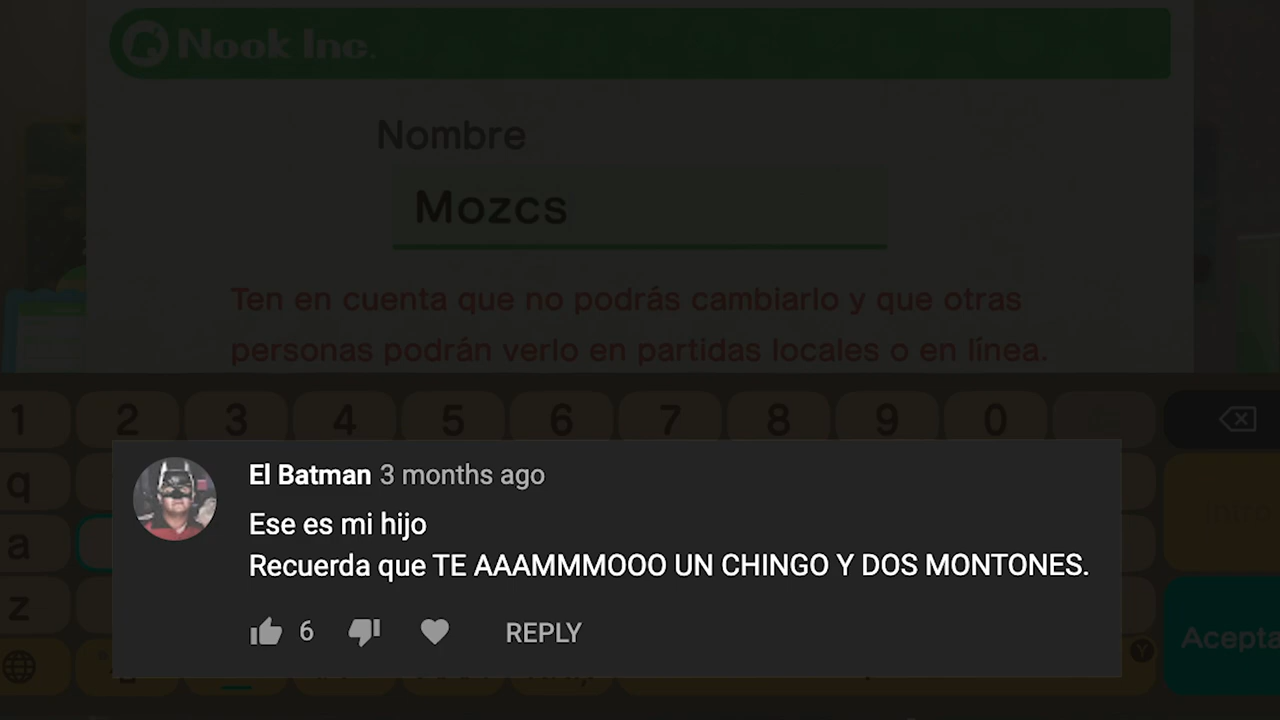 Nook Inc.
Nombre
Mozcs
Ten en cuenta que no podrás cambiarlo y que otras
personas podrán verlo en partidas locales o en línea.
1 2 3 4 5 6 7 8 9 0
q
El Batman 3 months ago
a
Ese es mi hijo
Recuerda que TE AAAMMMOOO UN CHINGO Y DOS MONTONES.
z
6 REPLY
Y
Acepta